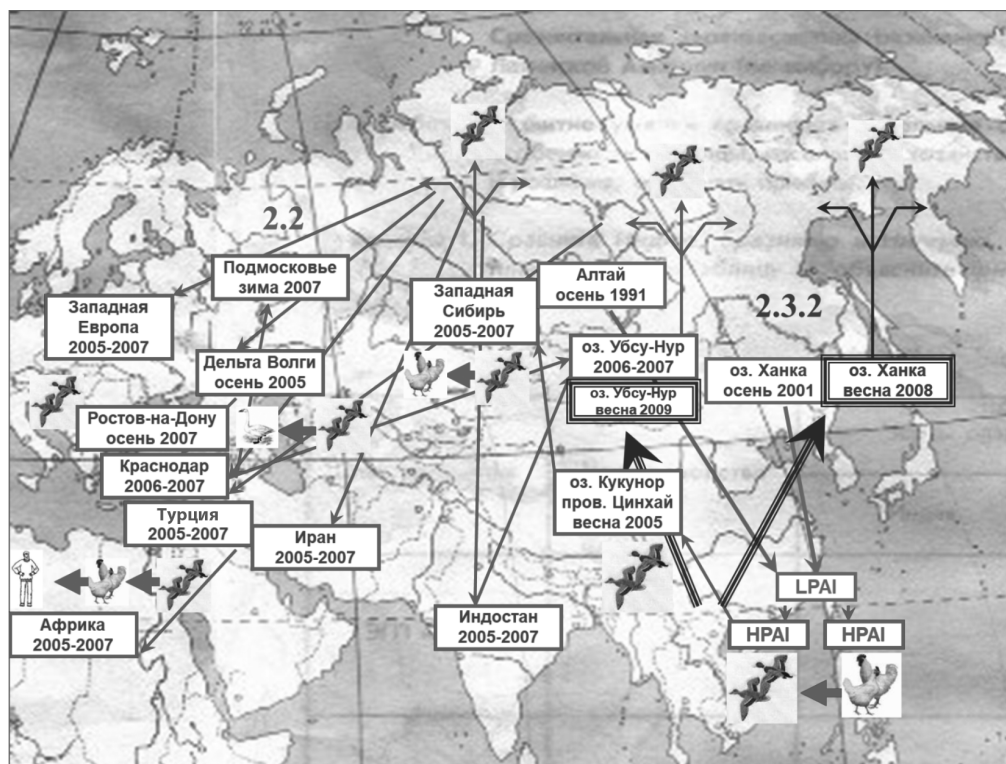 2.2
Подмосковье
зима 2007
Западная
Европа
2005-2007
Западная
Сибирь
2005-2007
Алтай
осень 1991
2.3.2
Дельта Волги
осень 2005
оз. Убсу-Нур
2006-2007
оз. Убсу-Нур
весна 2009
оз. Ханка
осень 2001
оз. Ханка
весна 2008
Ростов-на-Дону
осень 2007
Краснодар
2006-2007
Турция
2005-2007
Иран
2005-2007
оз. Кукунор
пров. Цинхай
весна 2005
LPAI
Африка
2005-2007
Индостан
2005-2007
HPAI
HPAI